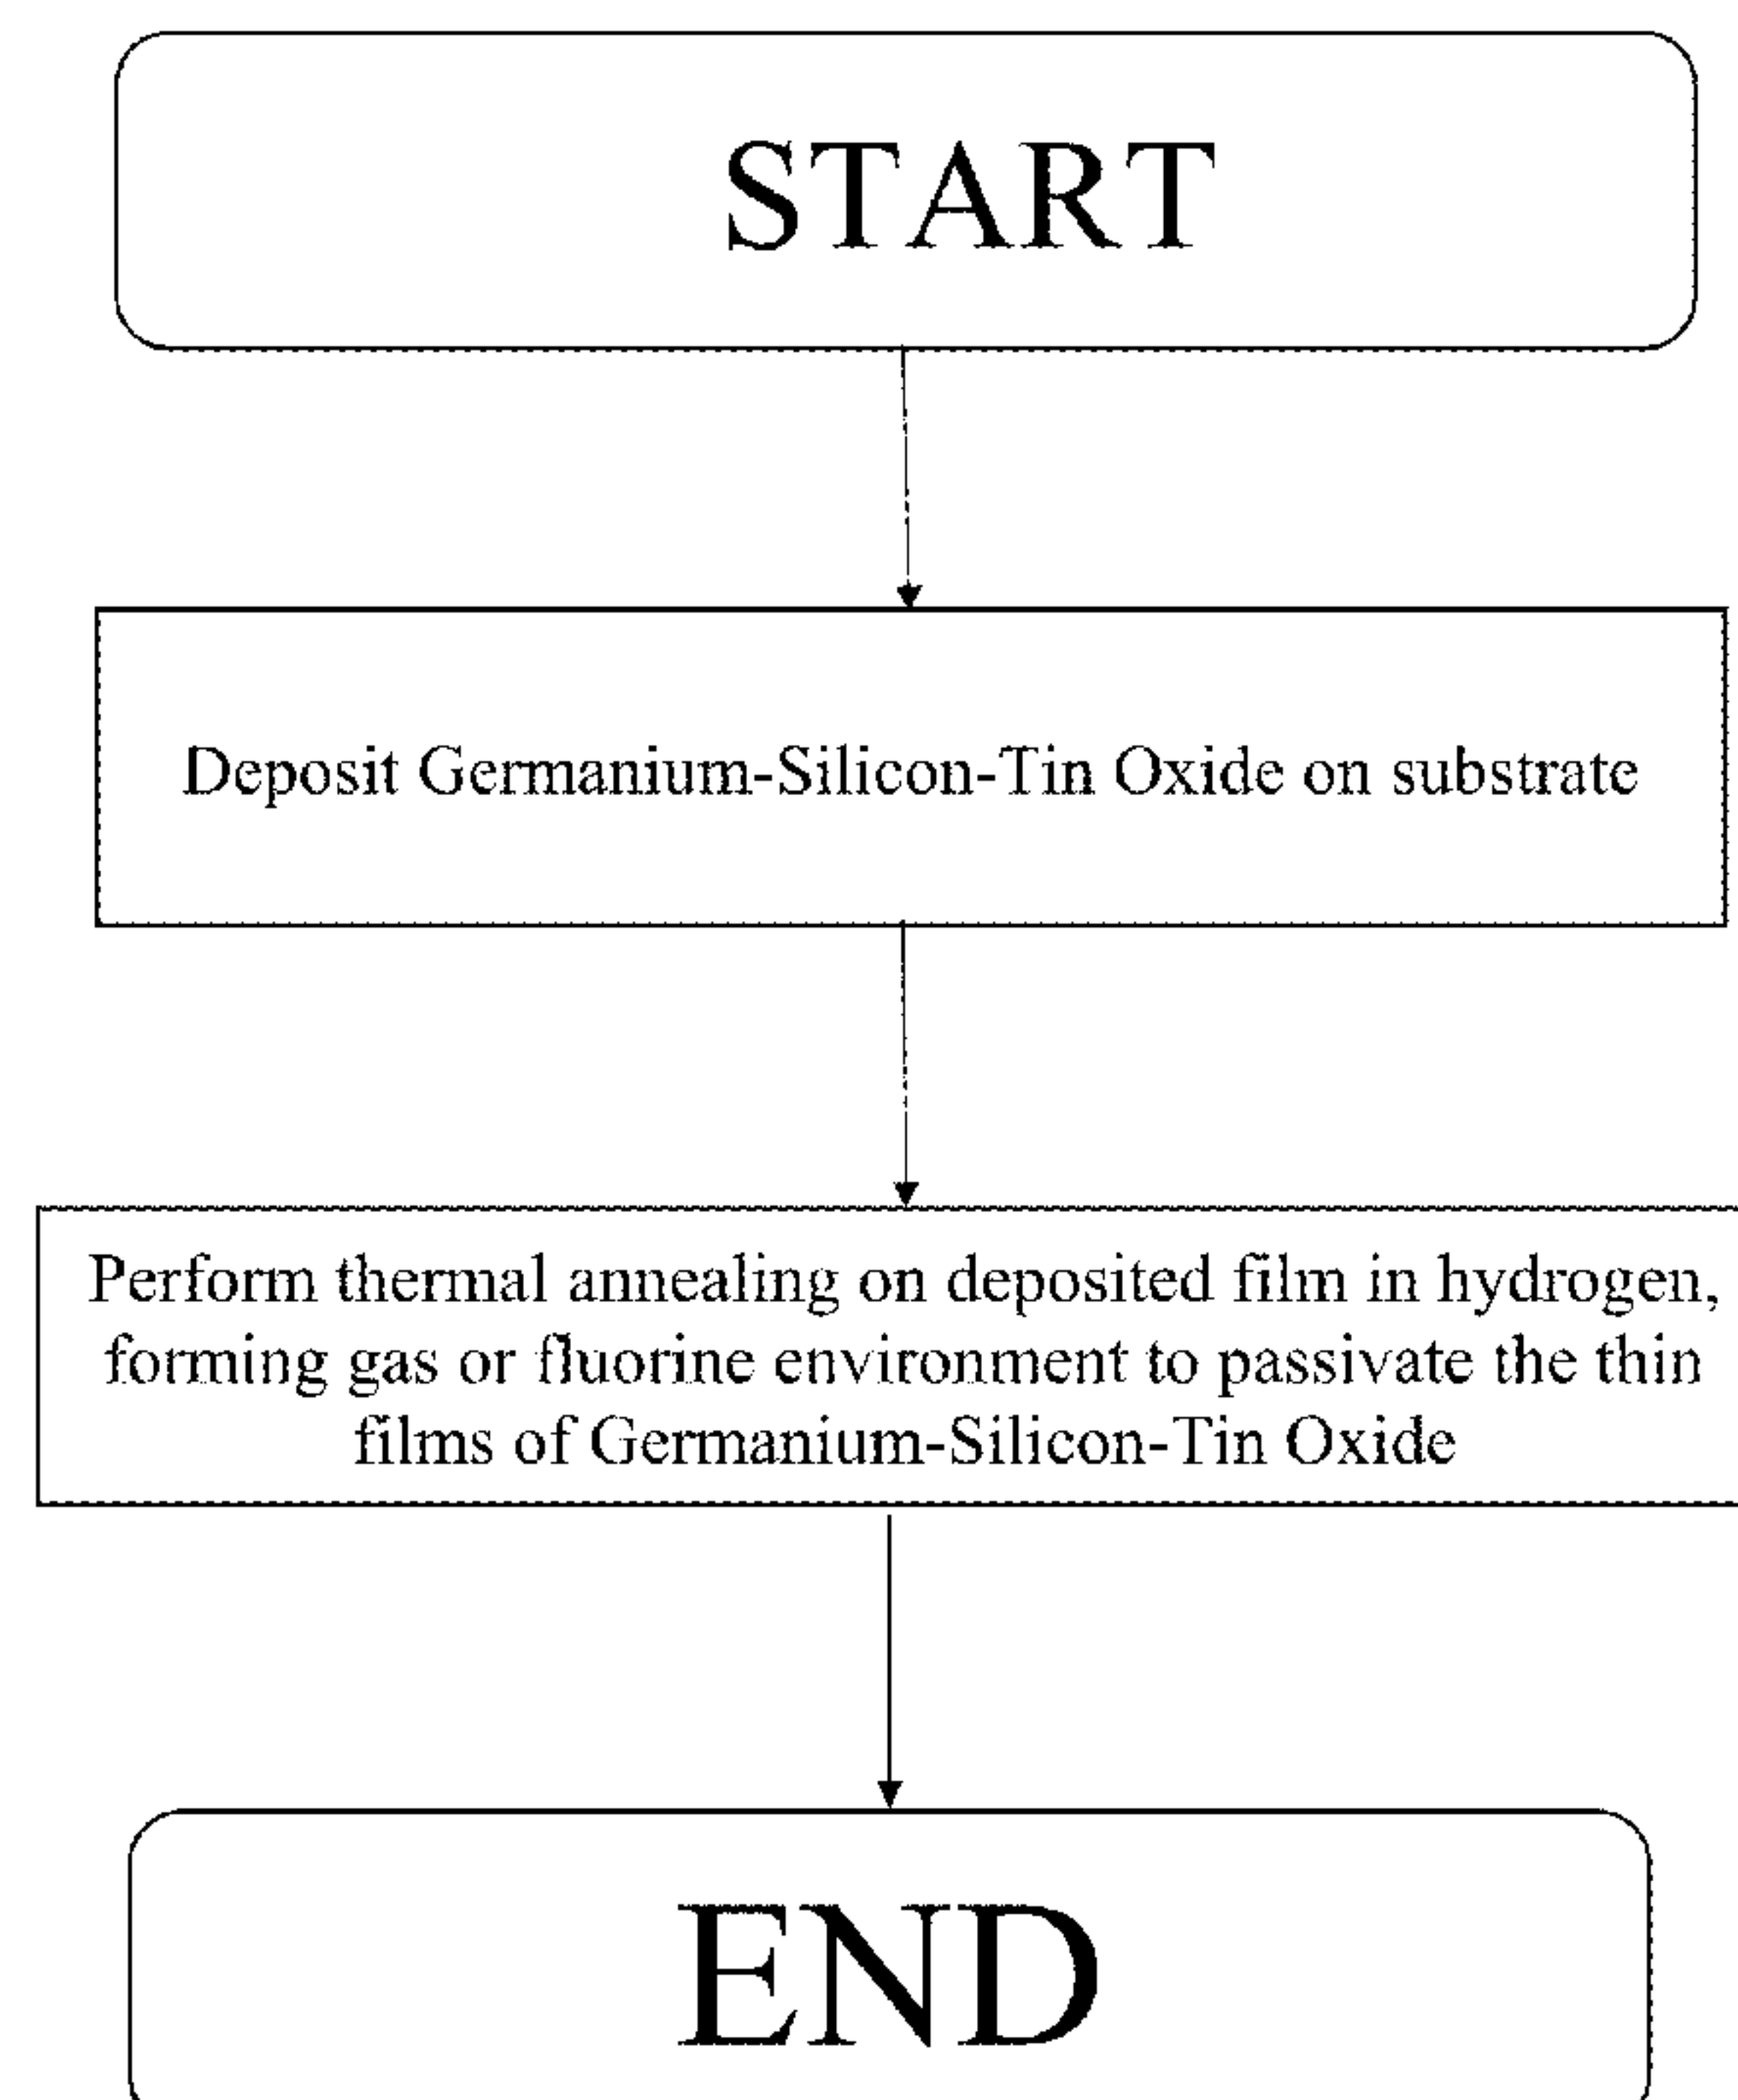 START
Deposit Germanium-Silicon-Tin Oxide on substrate
Perform thermal annealing on deposited film in hydrogen,
forming gas or fluorine environment to passivate the thin
films of Germanium-Silicon-Tin Oxide
END